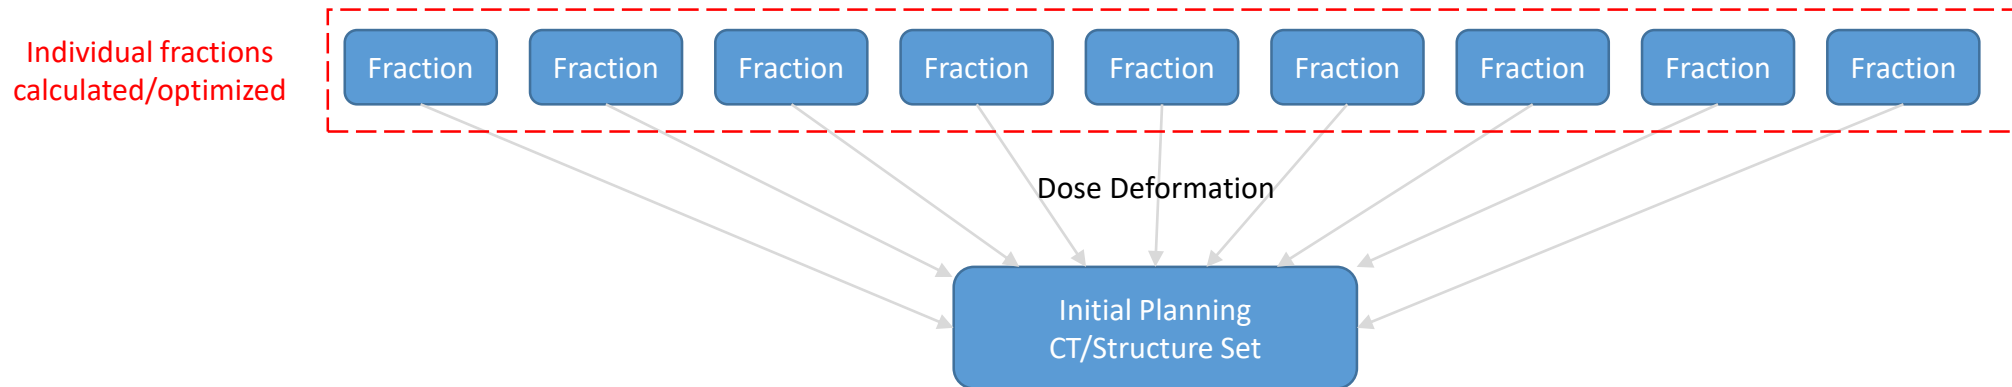 Individual fractions
calculated/optimized
Fraction
Fraction
Fraction
Fraction
Fraction
Fraction
Fraction
Fraction
Fraction
Dose Deformation
Initial Planning
CT/Structure Set